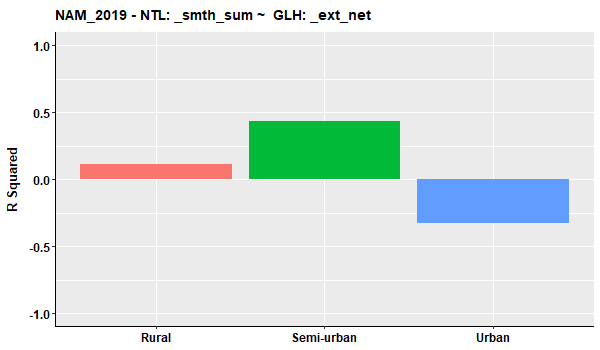 NAM_2019 - NTL: _smth_sum ~  GLH: _ext_net
1.0
0.5
0.0
-0.5
-1.0
R Squared
Rural Semi-urban Urban